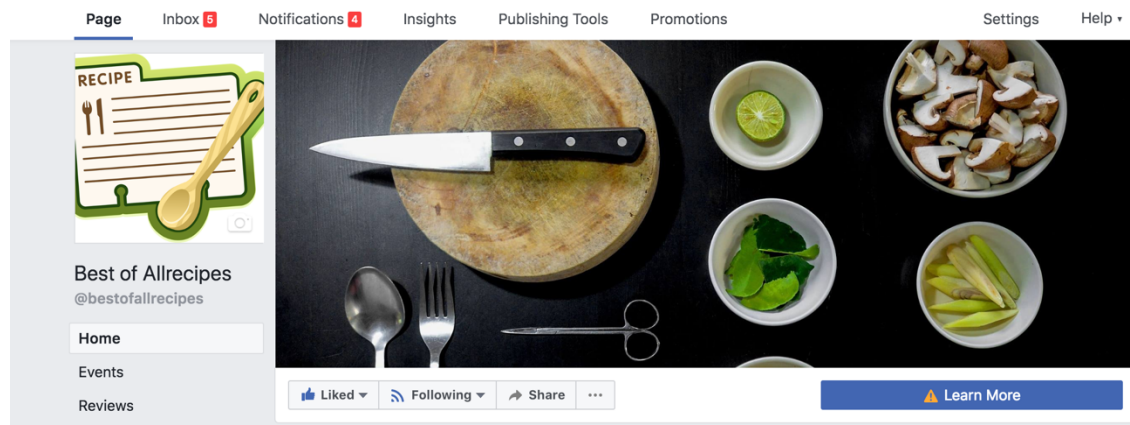 Page Inbox 5 Notifications 4 Insights Publishing Tools Promotions Settings Help
RECIPE
Best of Allrecipes
@bestofallrecipes
Home
Events
Reviews
Liked Following Share ...
Learn More